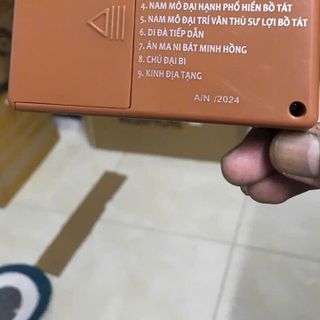 4. NAM MÔ ĐẠI HẠNH PHỔ HIỀN BỒ TÁT
5. NAM MÔ ĐẠI TRÍ VĂN THÙ SƯ LỢI BỒ TÁT
6. DI ĐÀ TIẾP DẪN
7. ÁN MA NI BÁT MINH HỒNG
8. CHÚ ĐẠI BI
9. KINH ĐỊA TẠNG
A/N /2024